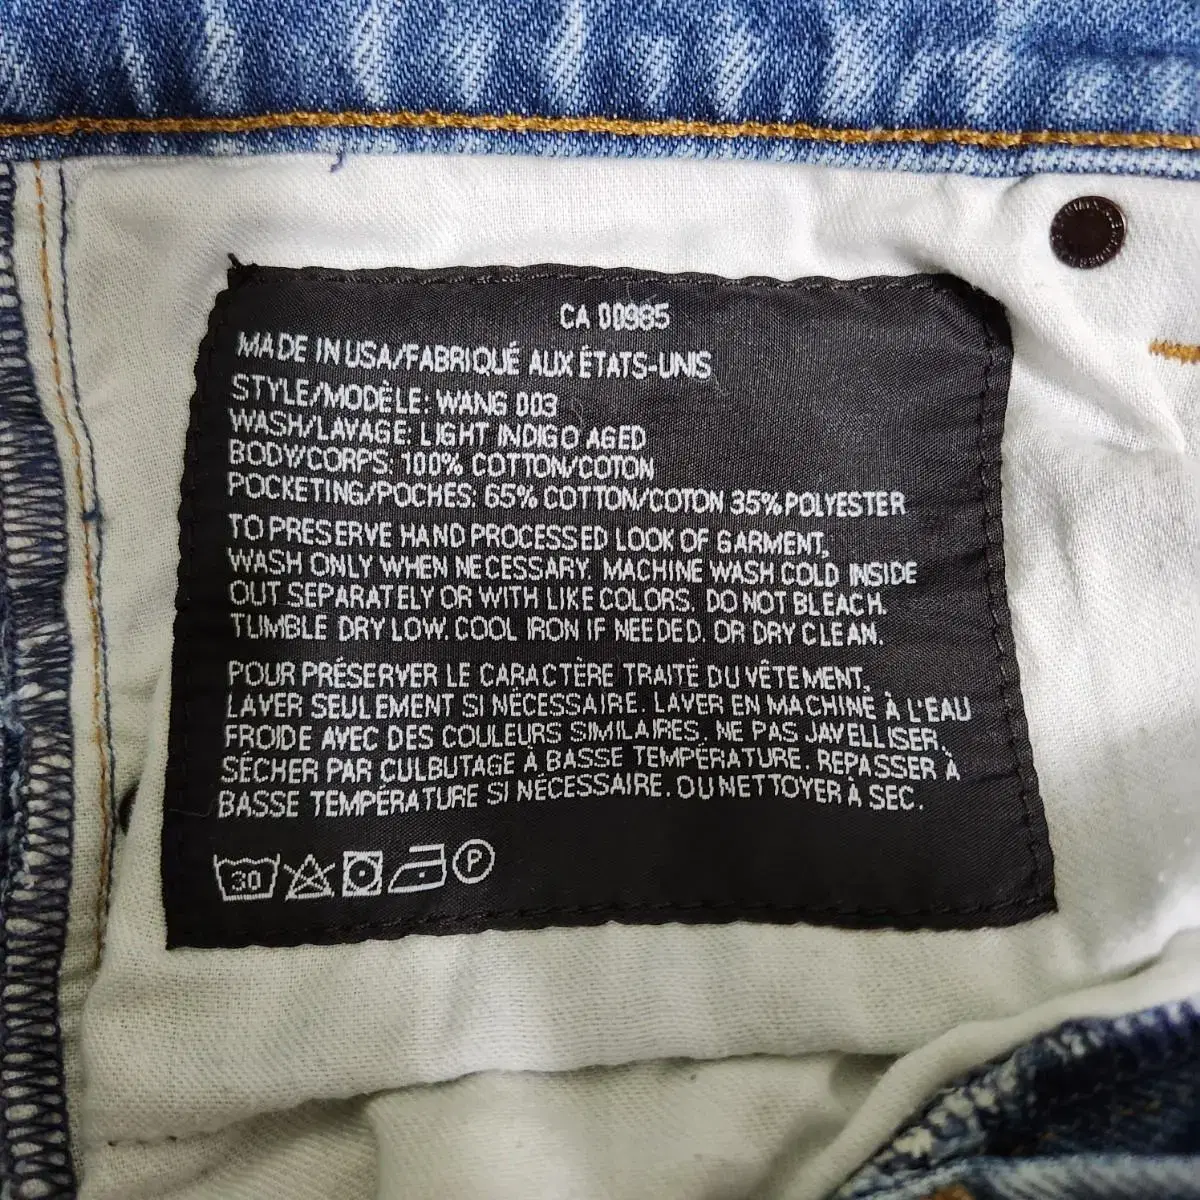 CA 00985
MADE IN USA/FABRIQUÉ AUX ÉTATS-UNIS
STYLE/MODÈLE: WANG 003
WASH/LAVAGE: LIGHT INDIGO AGED
BODY/CORPS: 100% COTTON/COTON
POCKETING/POCHES: 65% COTTON/COTON 35% POLYESTER
TO PRESERVE HAND PROCESSED LOOK OF GARMENT,
WASH ONLY WHEN NECESSARY. MACHINE WASH COLD INSIDE
OUT SEPARATELY OR WITH LIKE COLORS. DO NOT BLEACH.
TUMBLE DRY LOW. COOL IRON IF NEEDED. OR DRY CLEAN.
POUR PRÉSERVER LE CARACTÈRE TRAITÉ DU VÊTEMENT,
LAVER SEULEMENT SI NÉCESSAIRE. LAVER EN MACHINE À L'EAU
FROIDE AVEC DES COULEURS SIMILAIRES. NE PAS JAVELLISER.
SÉCHER PAR CULBUTAGE À BASSE TEMPÉRATURE. REPASSER À
BASSE TEMPÉRATURE SI NÉCESSAIRE. OU NETTOYER À SEC.
30 P